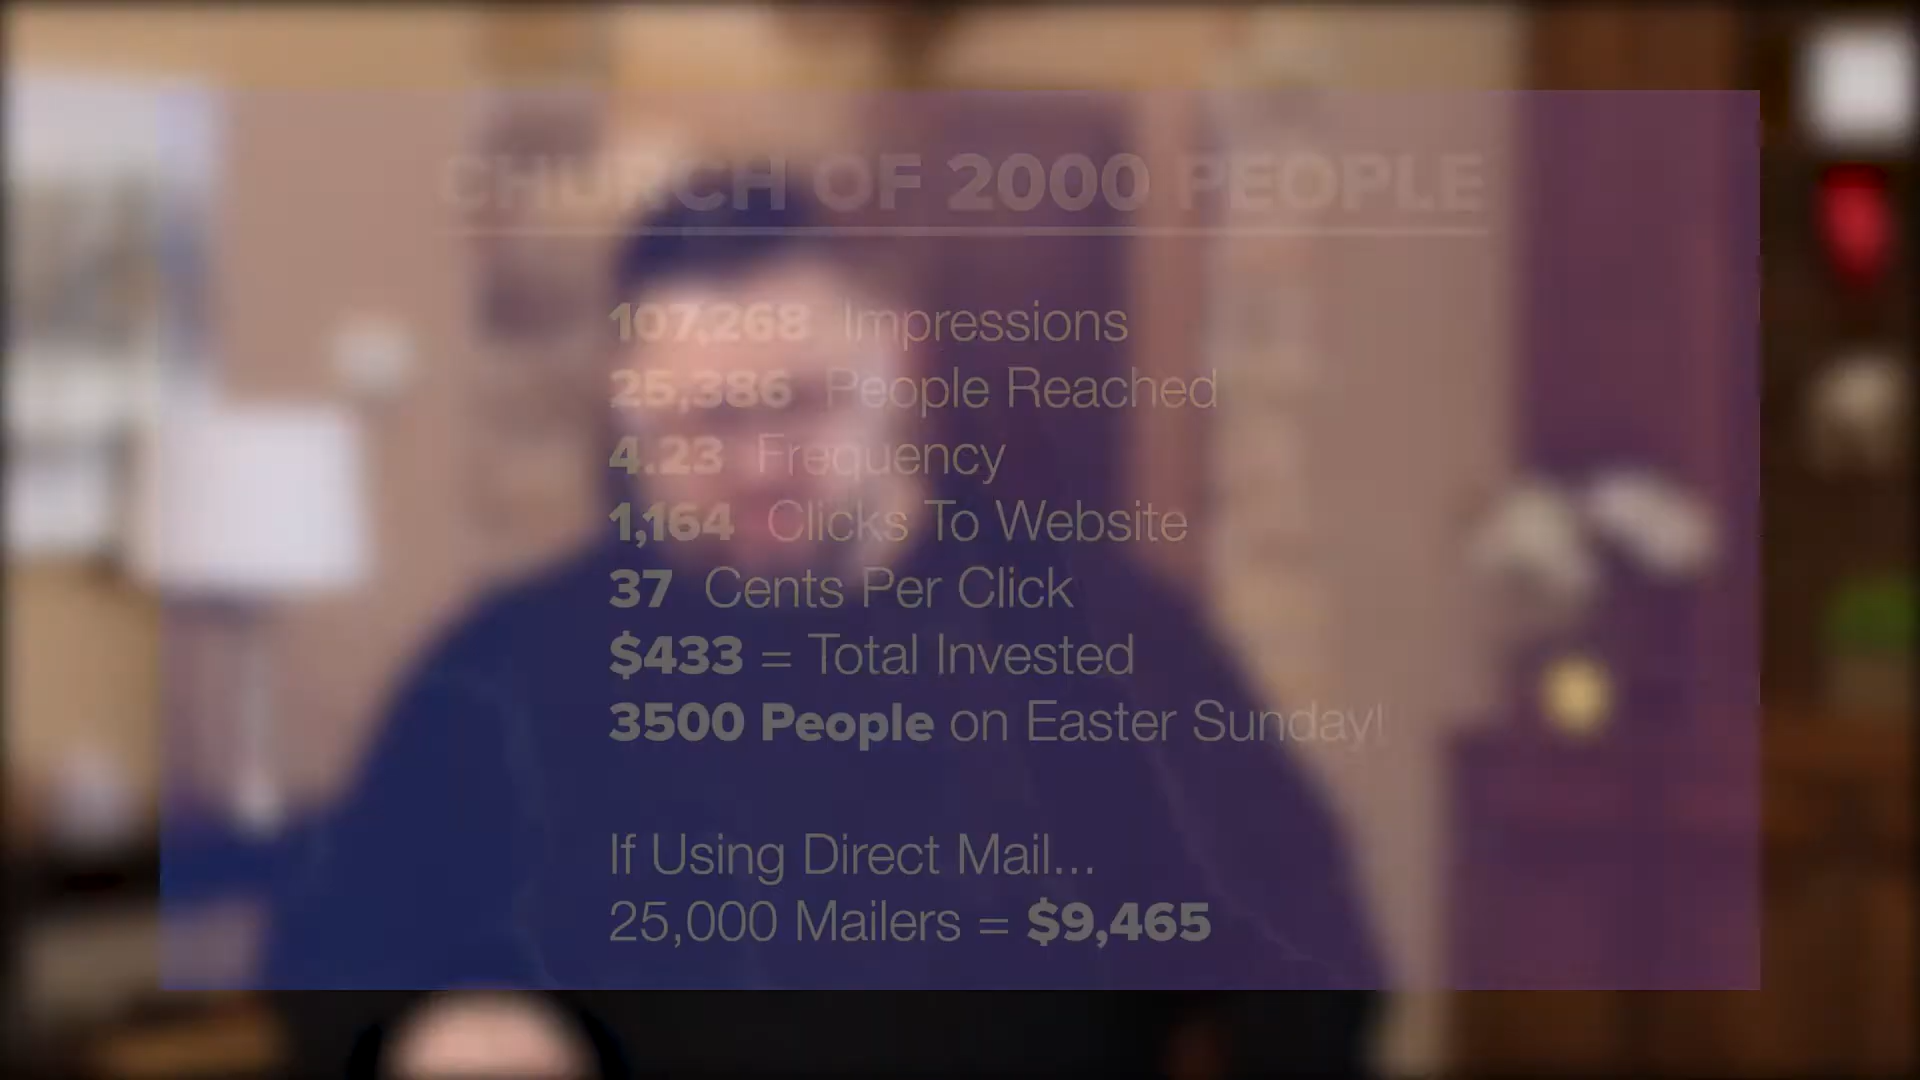 CHURCH OF 2000 PEOPLE
107,268 Impressions
25,386 People Reached
4.23 Frequency
1,164 Clicks To Website
37 Cents Per Click
$433 = Total Invested
3500 People on Easter Sunday!
If Using Direct Mail...
25,000 Mailers = $9,465